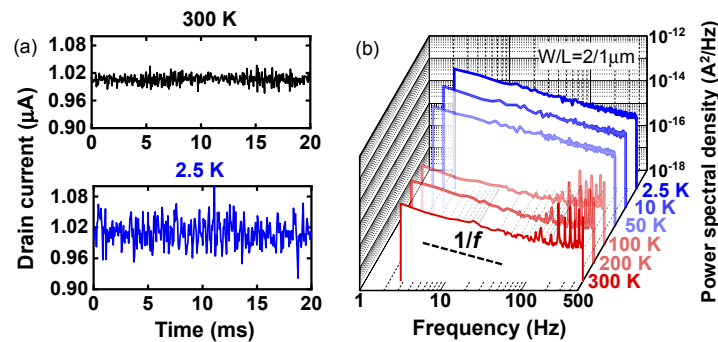 (a)
300 K
1.08
1.02
0.96
0.90
0 5 10 15 20
2.5 K
1.08
1.02
0.96
0.90
0 5 10 15 20
Drain current (μA)
Time (ms)
(b)
W/L=2/1μm
10-12
10-14
10-16
10-18
Power spectral density (A2/Hz)
2.5 K
10 K
50 K
100 K
200 K
300 K
1/f
1 10 100 500
Frequency (Hz)